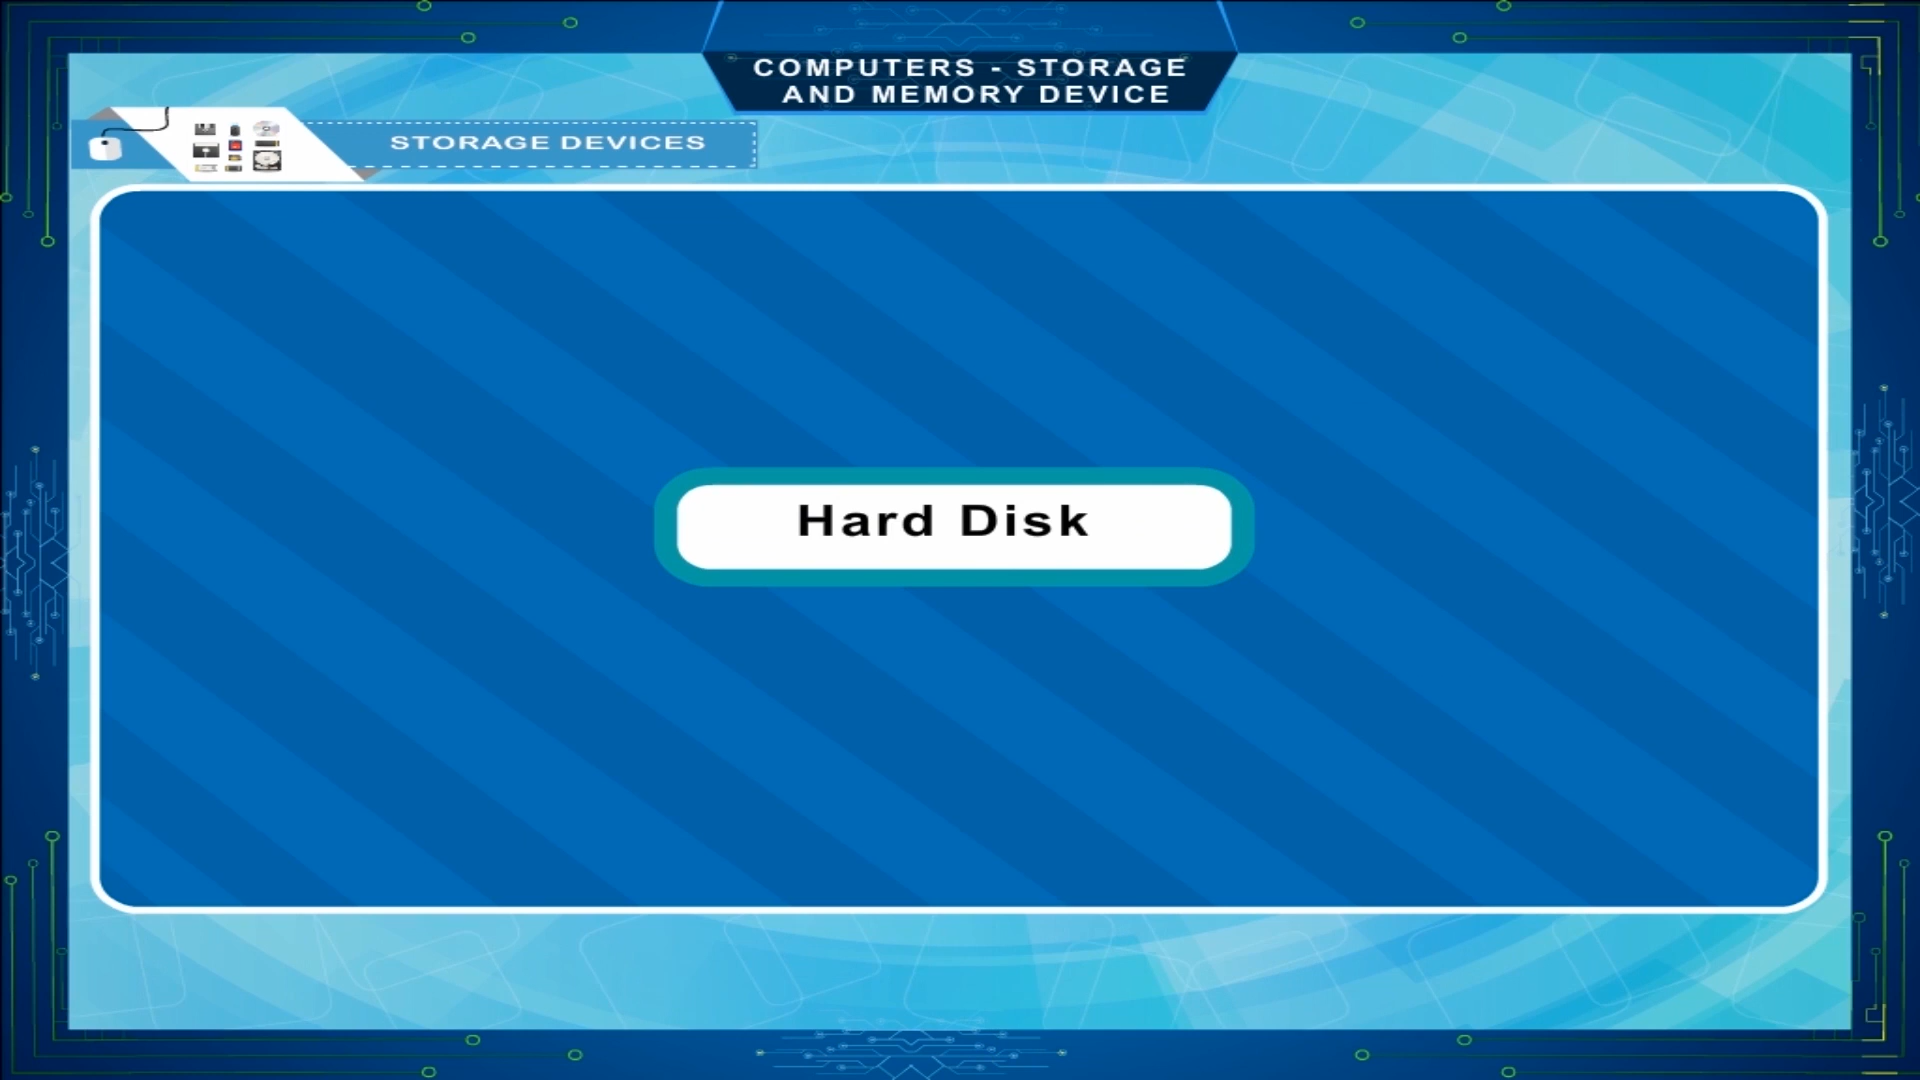 COMPUTERS - STORAGE
AND MEMORY DEVICE
STORAGE DEVICES
Hard Disk